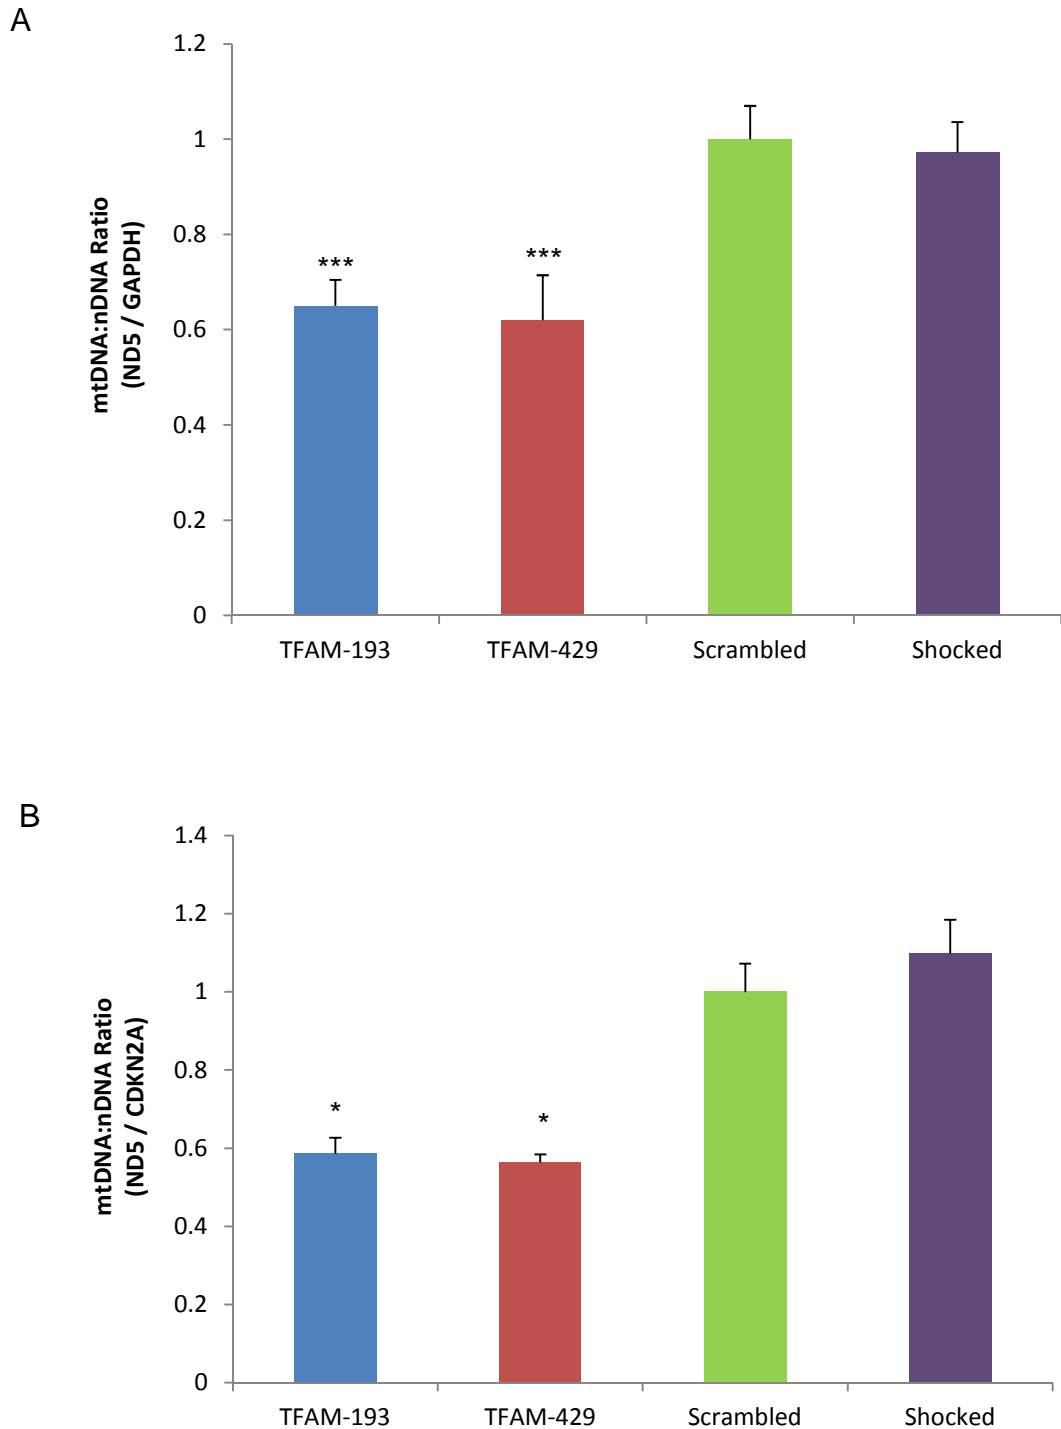 A
mtDNA:nDNA Ratio
(ND5 / GAPDH)
1.2
1
0.8
0.6
0.4
0.2
0
***
***
TFAM-193
TFAM-429
Scrambled
Shocked
B
mtDNA:nDNA Ratio
(ND5 / CDKN2A)
1.4
1.2
1
0.8
0.6
0.4
0.2
0
*
*
TFAM-193
TFAM-429
Scrambled
Shocked